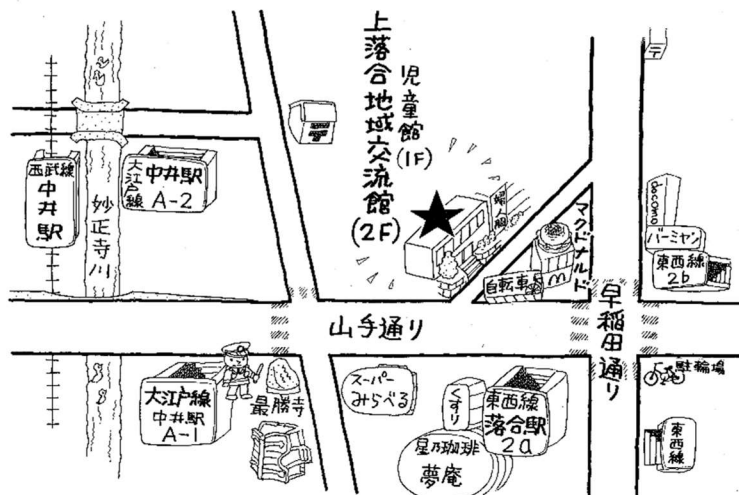 上落合地域交流館
(2F)
児童館
(1F)
〒
西武線
中井駅
妙正寺川
大江戸線
中井駅
A-2
婦人服
マクドナルド
自転車
m
docomo
バーミヤン
東西線
2b
山手通り
早稲田通り
大江戸線
中井駅
A-1
最勝寺
スーパー
みらべる
くすり
東西線
落合駅
2a
星乃珈琲
夢庵
駐輪場
東西線